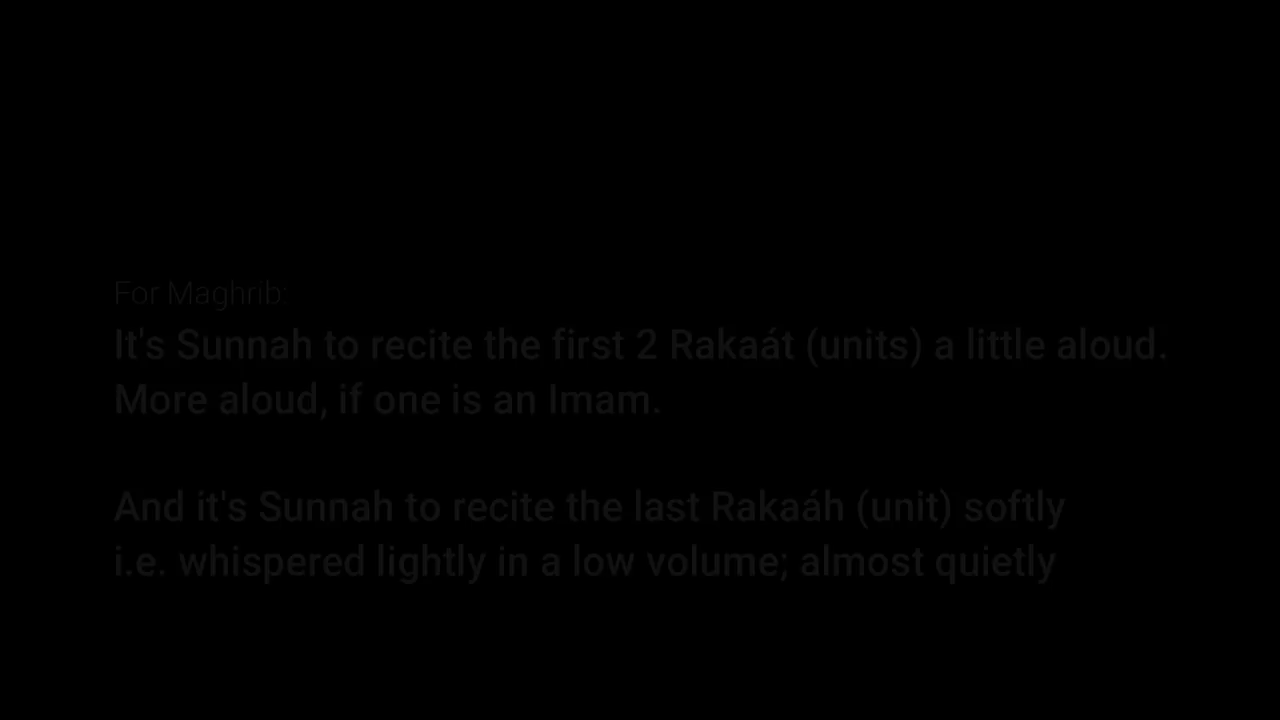 For Maghrib:
It's Sunnah to recite the first 2 Rakaát (units) a little aloud.
More aloud, if one is an Imam.
And it's Sunnah to recite the last Rakaáh (unit) softly
i.e. whispered lightly in a low volume; almost quietly